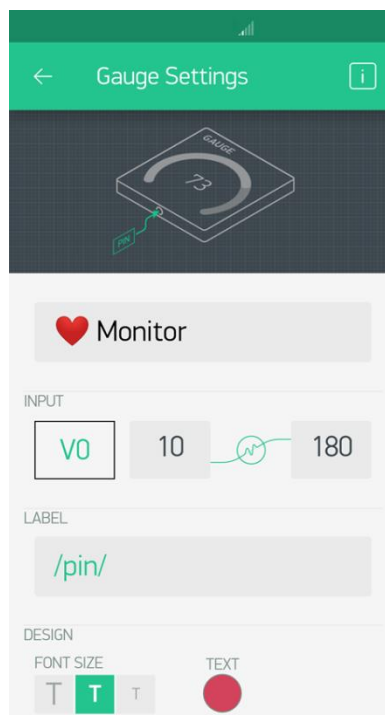 Gauge Settings
i
GAUGE
73
PIN
❤️ Monitor
INPUT
V0 10 180
LABEL
/pin/
DESIGN
FONT SIZE TEXT
T T T